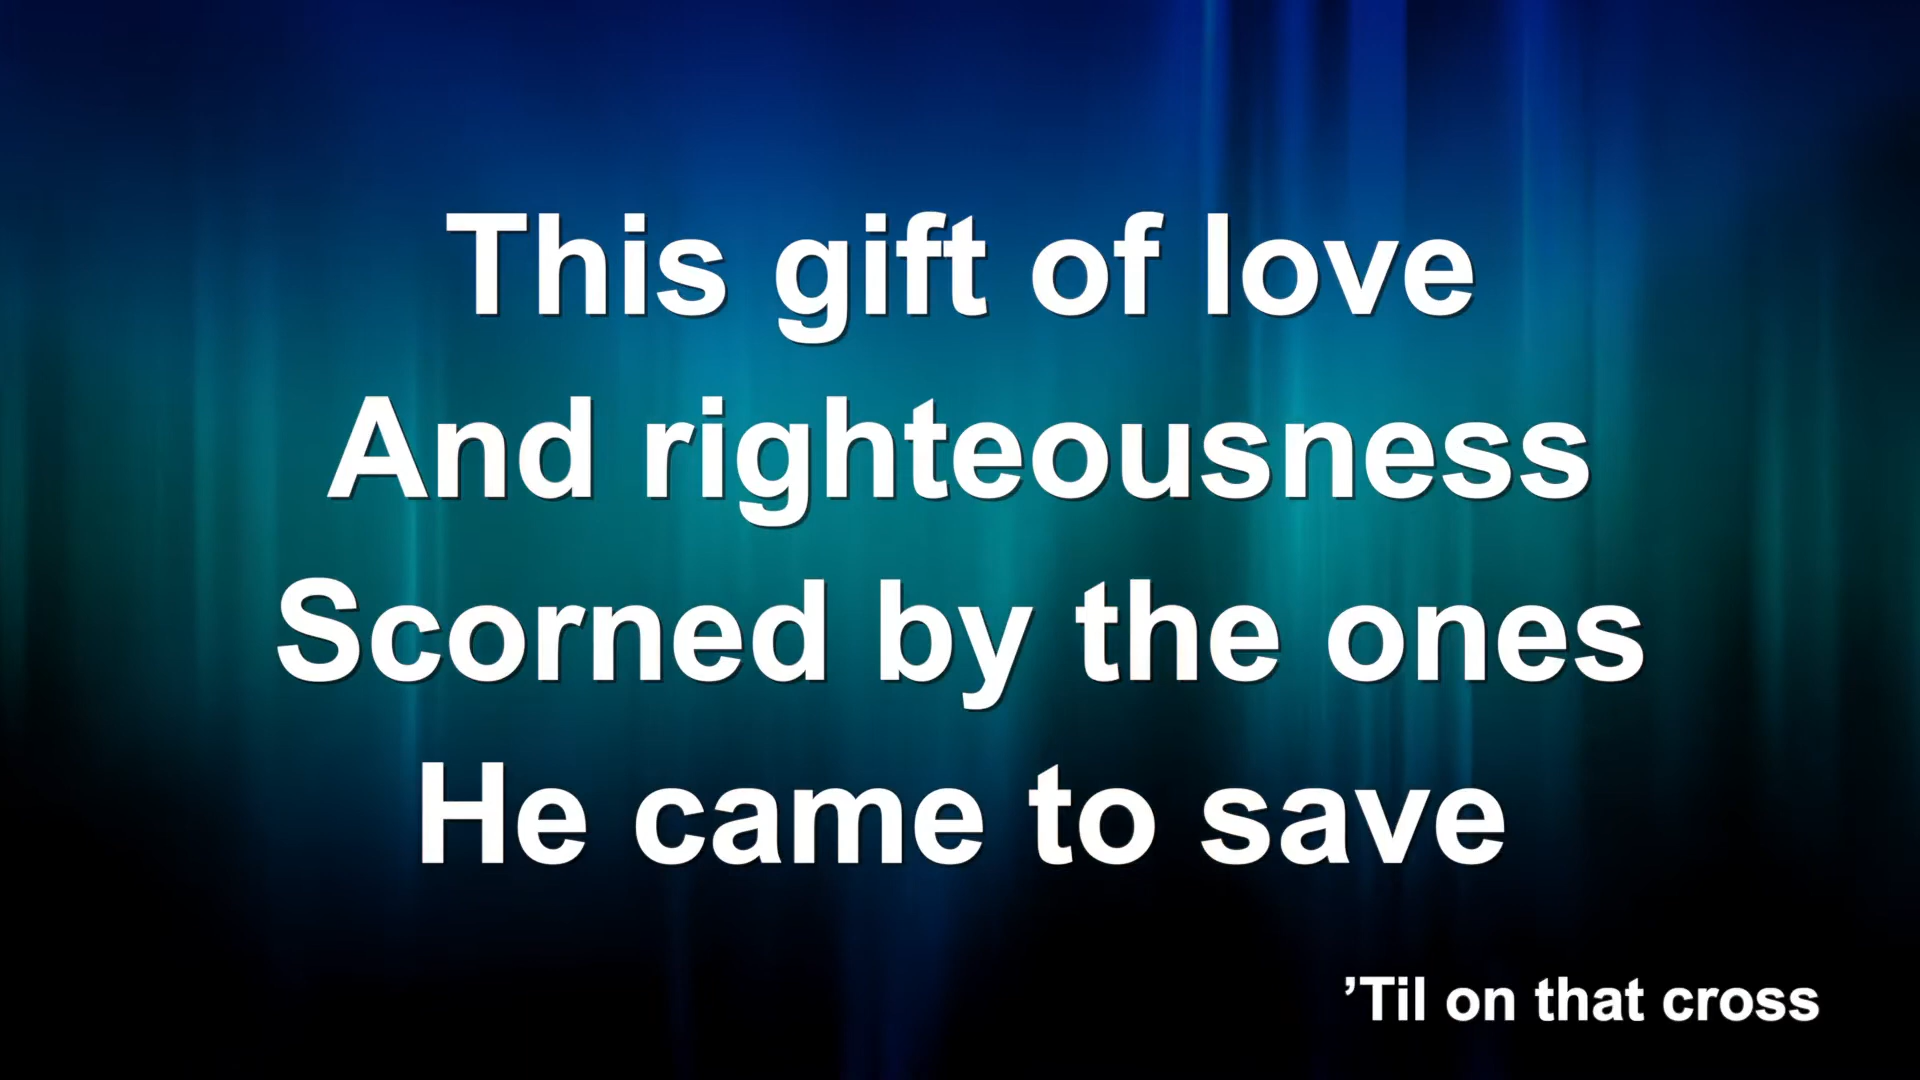 This gift of love
And righteousness
Scorned by the ones
He came to save
’Til on that cross